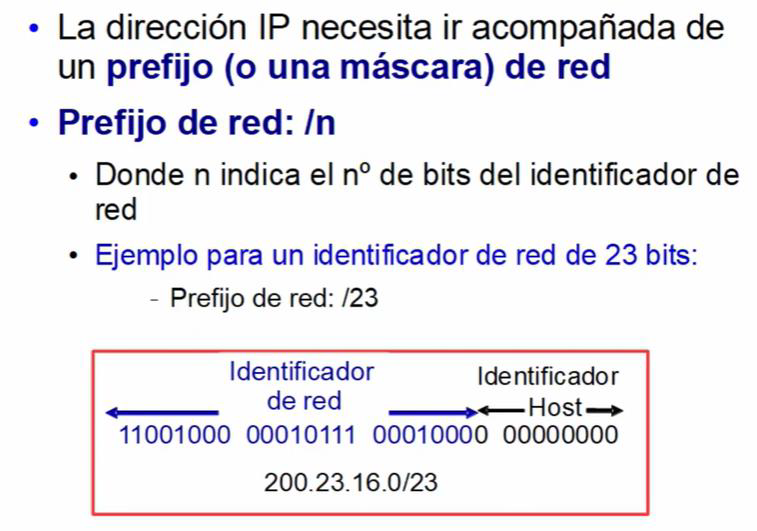 • La dirección IP necesita ir acompañada de
un prefijo (o una máscara) de red
• Prefijo de red: /n
• Donde n indica el nº de bits del identificador de
red
• Ejemplo para un identificador de red de 23 bits:
- Prefijo de red: /23
Identificador
de red
Identificador
Host
11001000 00010111 00010000 00000000
200.23.16.0/23